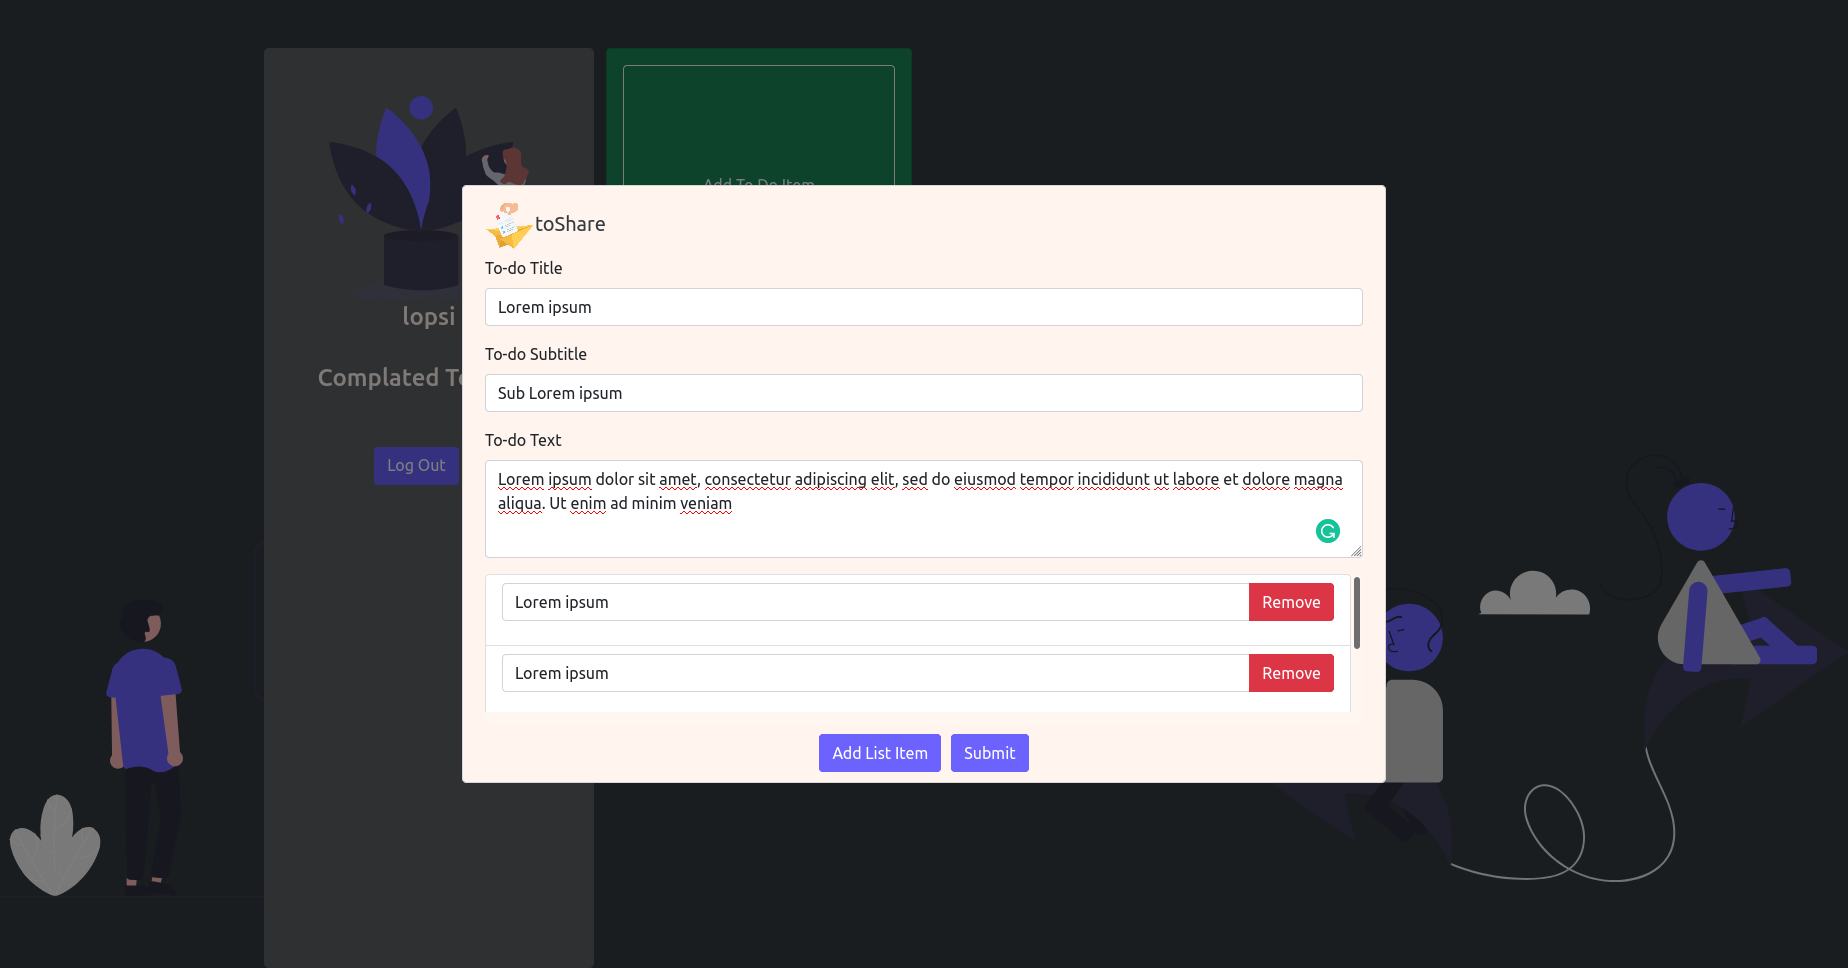 Add To Do Item
toShare
To-do Title
Lorem ipsum
To-do Subtitle
Sub Lorem ipsum
To-do Text
Lorem ipsum dolor sit amet, consectetur adipiscing elit, sed do eiusmod tempor incididunt ut labore et dolore magna
aliqua. Ut enim ad minim veniam
Lorem ipsum Remove
Lorem ipsum Remove
Add List Item Submit
lopsi
Complated
Log Out